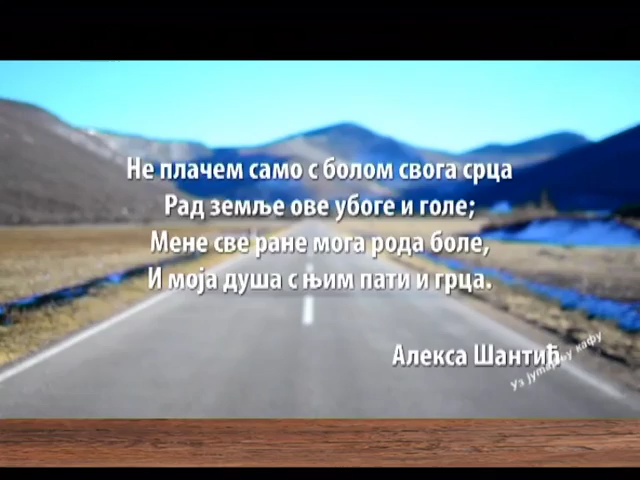 Не плачем само с болом свога срца
Рад земље ове убоге и голе;
Мене све ране мога рода боле,
И моја душа с њим пати и грца.
Алекса Шантић
Уз јутарњу кафу